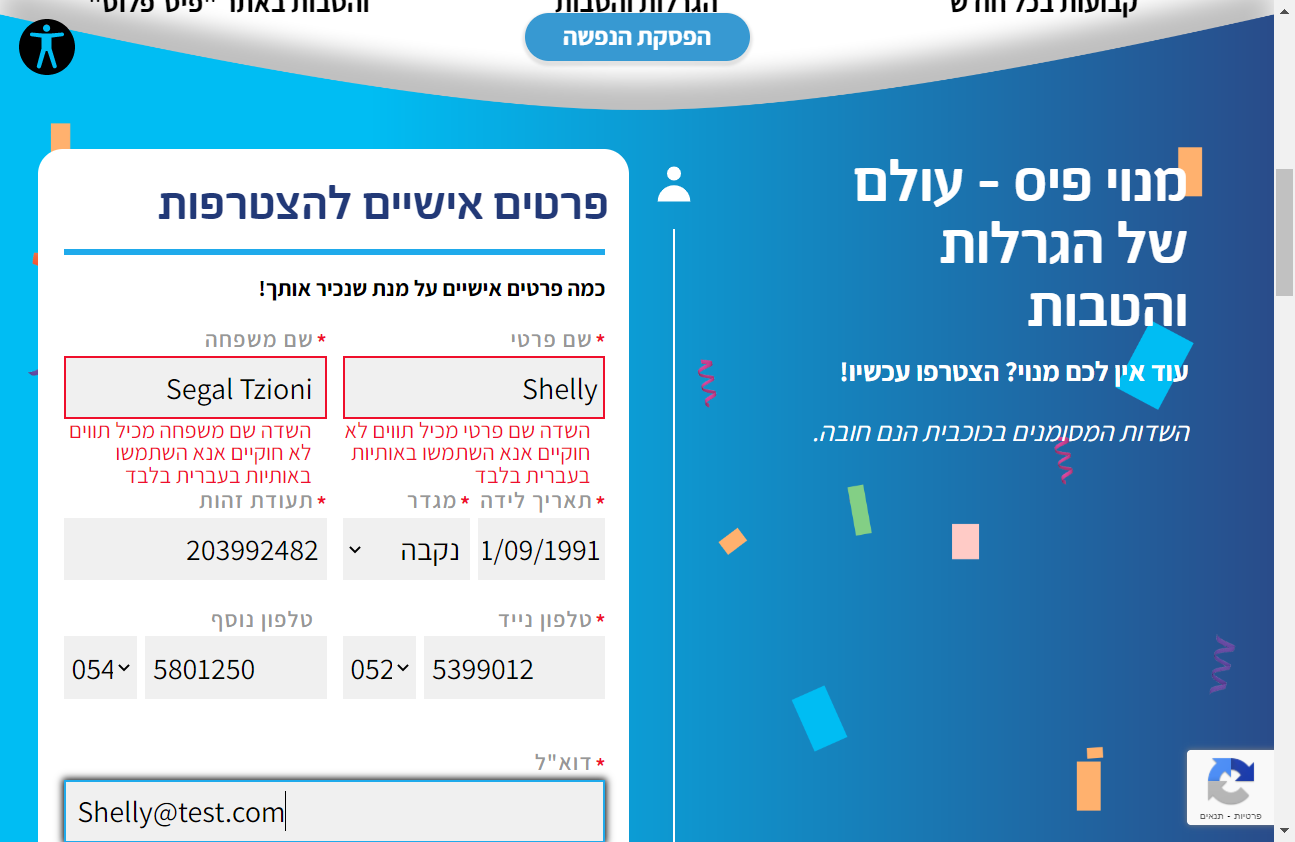 קבועות בכל חודש
הגרלות והטבות
והטבות באתר "פיס פלוס"
הפסקת הנפשה
מנוי פיס - עולם
של הגרלות
והטבות
עוד אין לכם מנוי? הצטרפו עכשיו!
השדות המסומנים בכוכבית הנם חובה.
פרטים אישיים להצטרפות
כמה פרטים אישיים על מנת שנכיר אותך!
* שם פרטי
* שם משפחה
Shelly
Segal Tzioni
השדה שם פרטי מכיל תווים לא
חוקיים אנא השתמשו באותיות
בעברית בלבד
השדה שם משפחה מכיל תווים
לא חוקיים אנא השתמשו
באותיות בעברית בלבד
* תאריך לידה
* מגדר
* תעודת זהות
1/09/1991
נקבה
203992482
* טלפון נייד
טלפון נוסף
052
5399012
054
5801250
* דוא"ל
Shelly@test.com
פרטיות - תנאים